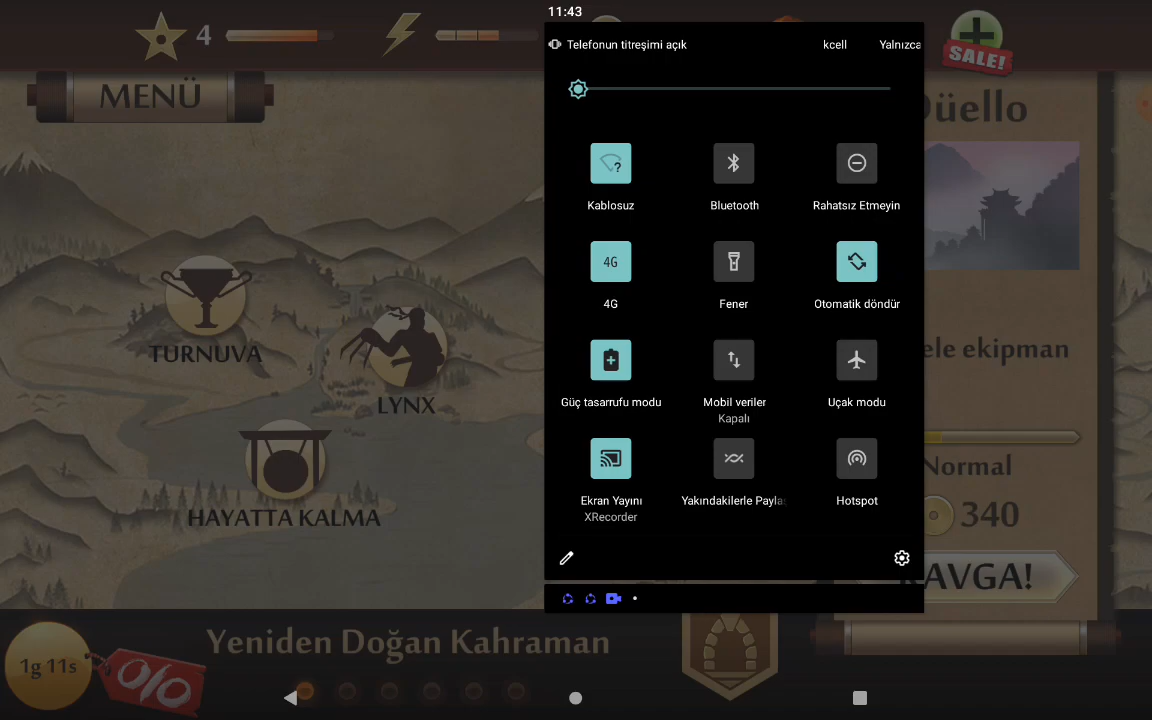 11:43
4
Telefonun titreşimi açık
kcell
Yalnızca
SALE!
MENÜ
Düello
Kablosuz
Bluetooth
Rahatsız Etmeyin
4G
4G
Fener
Otomatik döndür
TURNUVA
ele ekipman
LYNX
Güç tasarrufu modu
Mobil veriler
Kapalı
Uçak modu
Normal
Ekran Yayını
XRecorder
Yakındakilerle Payla
Hotspot
340
HAYATTA KALMA
KAVGA!
Yeniden Doğan Kahraman
1g 11s
%